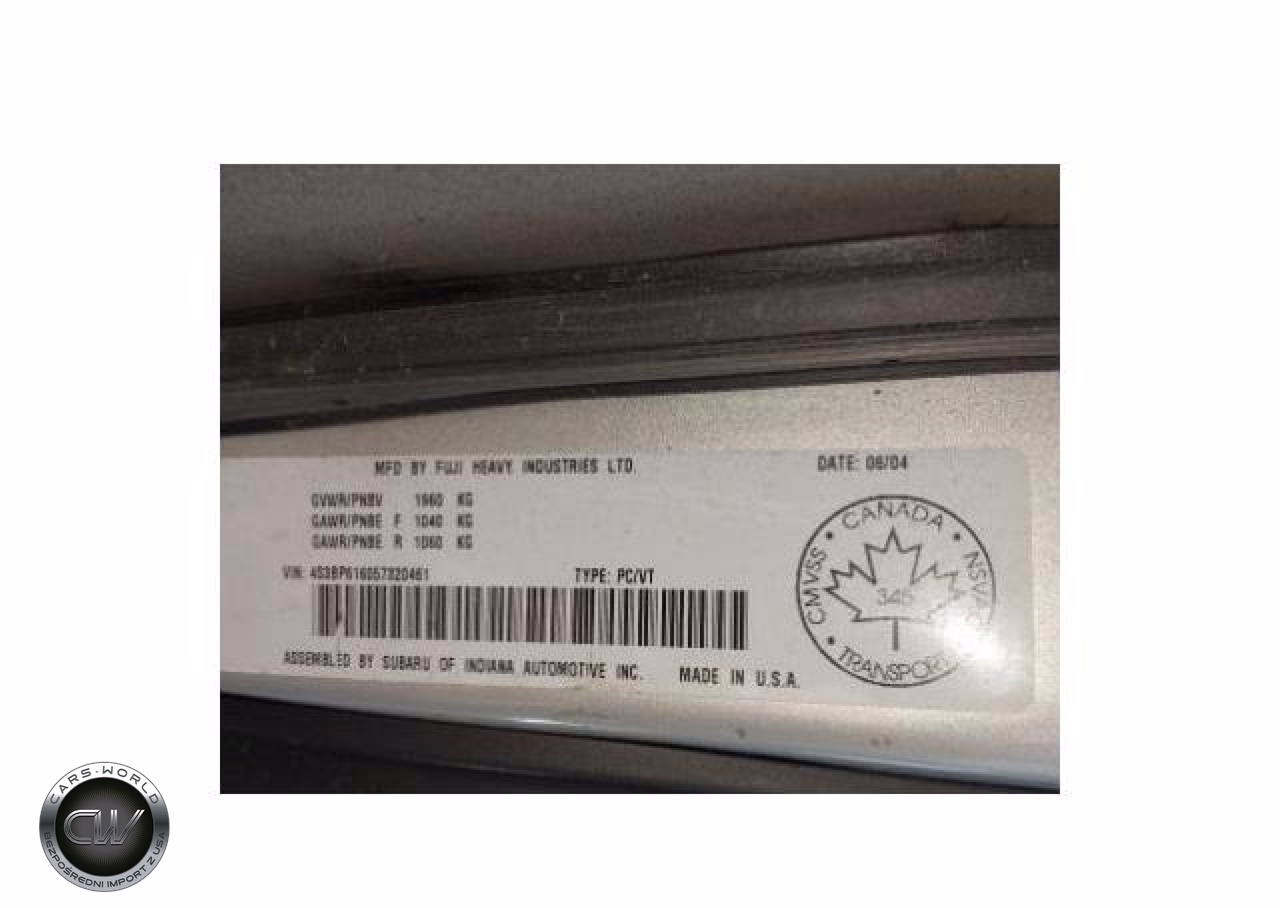 MFD BY FUJI HEAVY INDUSTRIES LTD.
DATE: 06/04
GVWR/PNBV 1960 KG
GAWR/PNBE F 1040 KG
GAWR/PNBE R 1060 KG
VIN: 4S3BP616057320461
TYPE: PC/VT
ASSEMBLED BY SUBARU OF INDIANA AUTOMOTIVE INC.
MADE IN U.S.A.
CANADA
CMVSS
345
TRANSPORT
CARS-WORLD
CW
BEZPOŚREDNI IMPORT Z USA